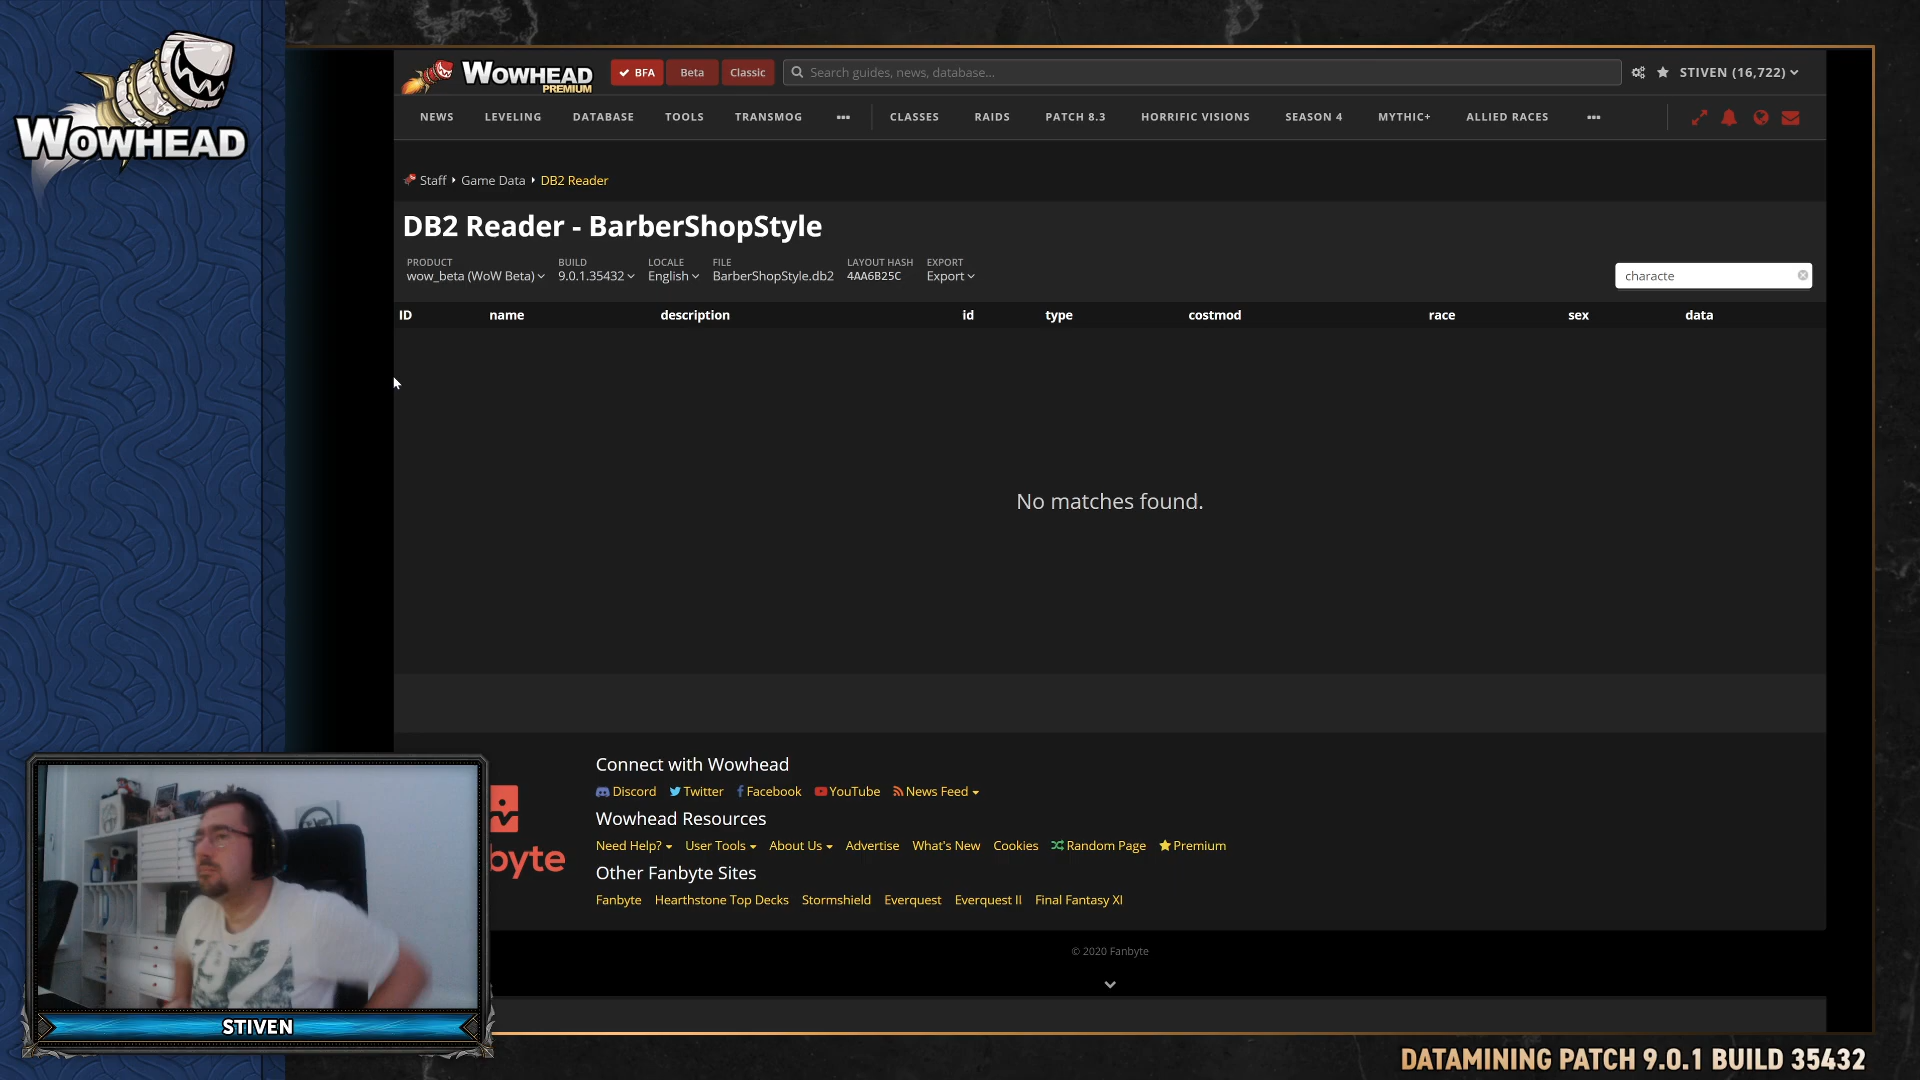 WOWHEAD
WOWHEAD PREMIUM
BFA Beta Classic Search guides, news, database... STIVEN (16,722)
NEWS LEVELING DATABASE TOOLS TRANSMOG ... CLASSES RAIDS PATCH 8.3 HORRIFIC VISIONS SEASON 4 MYTHIC+ ALLIED RACES ...
Staff Game Data DB2 Reader
DB2 Reader - BarberShopStyle
PRODUCT BUILD LOCALE FILE LAYOUT HASH EXPORT
wow_beta (WoW Beta) 9.0.1.35432 English BarberShopStyle.db2 4AA6B25C Export characte
ID name description id type costmod race sex data
No matches found.
Connect with Wowhead
Discord Twitter Facebook YouTube News Feed
Wowhead Resources
Need Help? User Tools About Us Advertise What's New Cookies Random Page Premium
byte
Other Fanbyte Sites
Fanbyte Hearthstone Top Decks Stormshield Everquest Everquest II Final Fantasy XI
© 2020 Fanbyte
STIVEN
DATAMINING PATCH 9.0.1 BUILD 35432